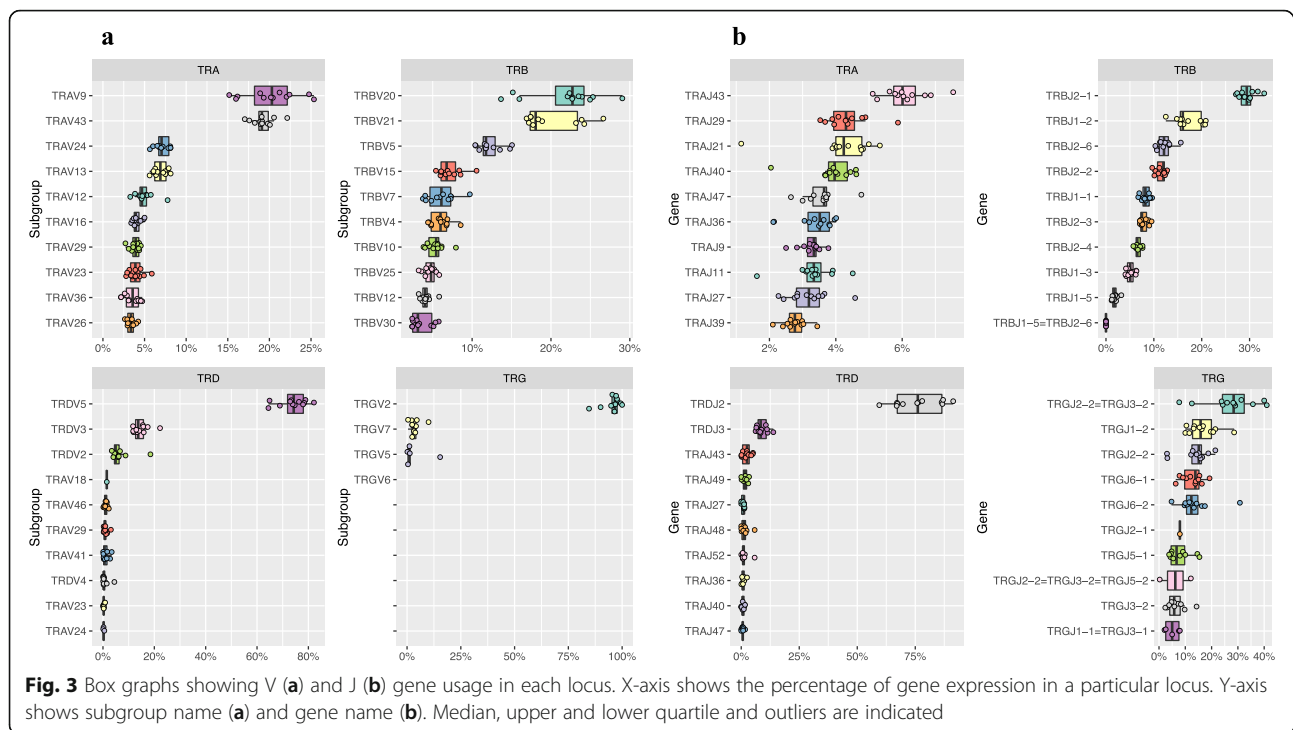 a
b
TRA
Subgroup
TRAV9
TRAV43
TRAV24
TRAV13
TRAV12
TRAV16
TRAV29
TRAV23
TRAV36
TRAV26
0% 5% 10% 15% 20% 25%
TRB
Subgroup
TRBV20
TRBV21
TRBV5
TRBV15
TRBV7
TRBV4
TRBV10
TRBV25
TRBV12
TRBV30
10% 20% 30%
TRA
Gene
TRAJ43
TRAJ29
TRAJ21
TRAJ40
TRAJ47
TRAJ36
TRAJ9
TRAJ11
TRAJ27
TRAJ39
2% 4% 6%
TRB
Gene
TRBJ2-1
TRBJ1-2
TRBJ2-6
TRBJ2-2
TRBJ1-1
TRBJ2-3
TRBJ2-4
TRBJ1-3
TRBJ1-5
TRBJ1-5=TRBJ2-6
0% 10% 20% 30%
TRD
Subgroup
TRDV5
TRDV3
TRDV2
TRAV18
TRAV46
TRAV29
TRAV41
TRDV4
TRAV23
TRAV24
0% 20% 40% 60% 80%
TRG
Subgroup
TRGV2
TRGV7
TRGV5
TRGV6
0% 25% 50% 75% 100%
TRD
Gene
TRDJ2
TRDJ3
TRAJ43
TRAJ49
TRAJ27
TRAJ48
TRAJ52
TRAJ36
TRAJ40
TRAJ47
0% 25% 50% 75%
TRG
Gene
TRGJ2-2=TRGJ3-2
TRGJ1-2
TRGJ2-2
TRGJ6-1
TRGJ6-2
TRGJ2-1
TRGJ5-1
TRGJ2-2=TRGJ3-2=TRGJ5-2
TRGJ3-2
TRGJ1-1=TRGJ3-1
0% 10% 20% 30% 40%
Fig. 3 Box graphs showing V (a) and J (b) gene usage in each locus. X-axis shows the percentage of gene expression in a particular locus. Y-axis
shows subgroup name (a) and gene name (b). Median, upper and lower quartile and outliers are indicated